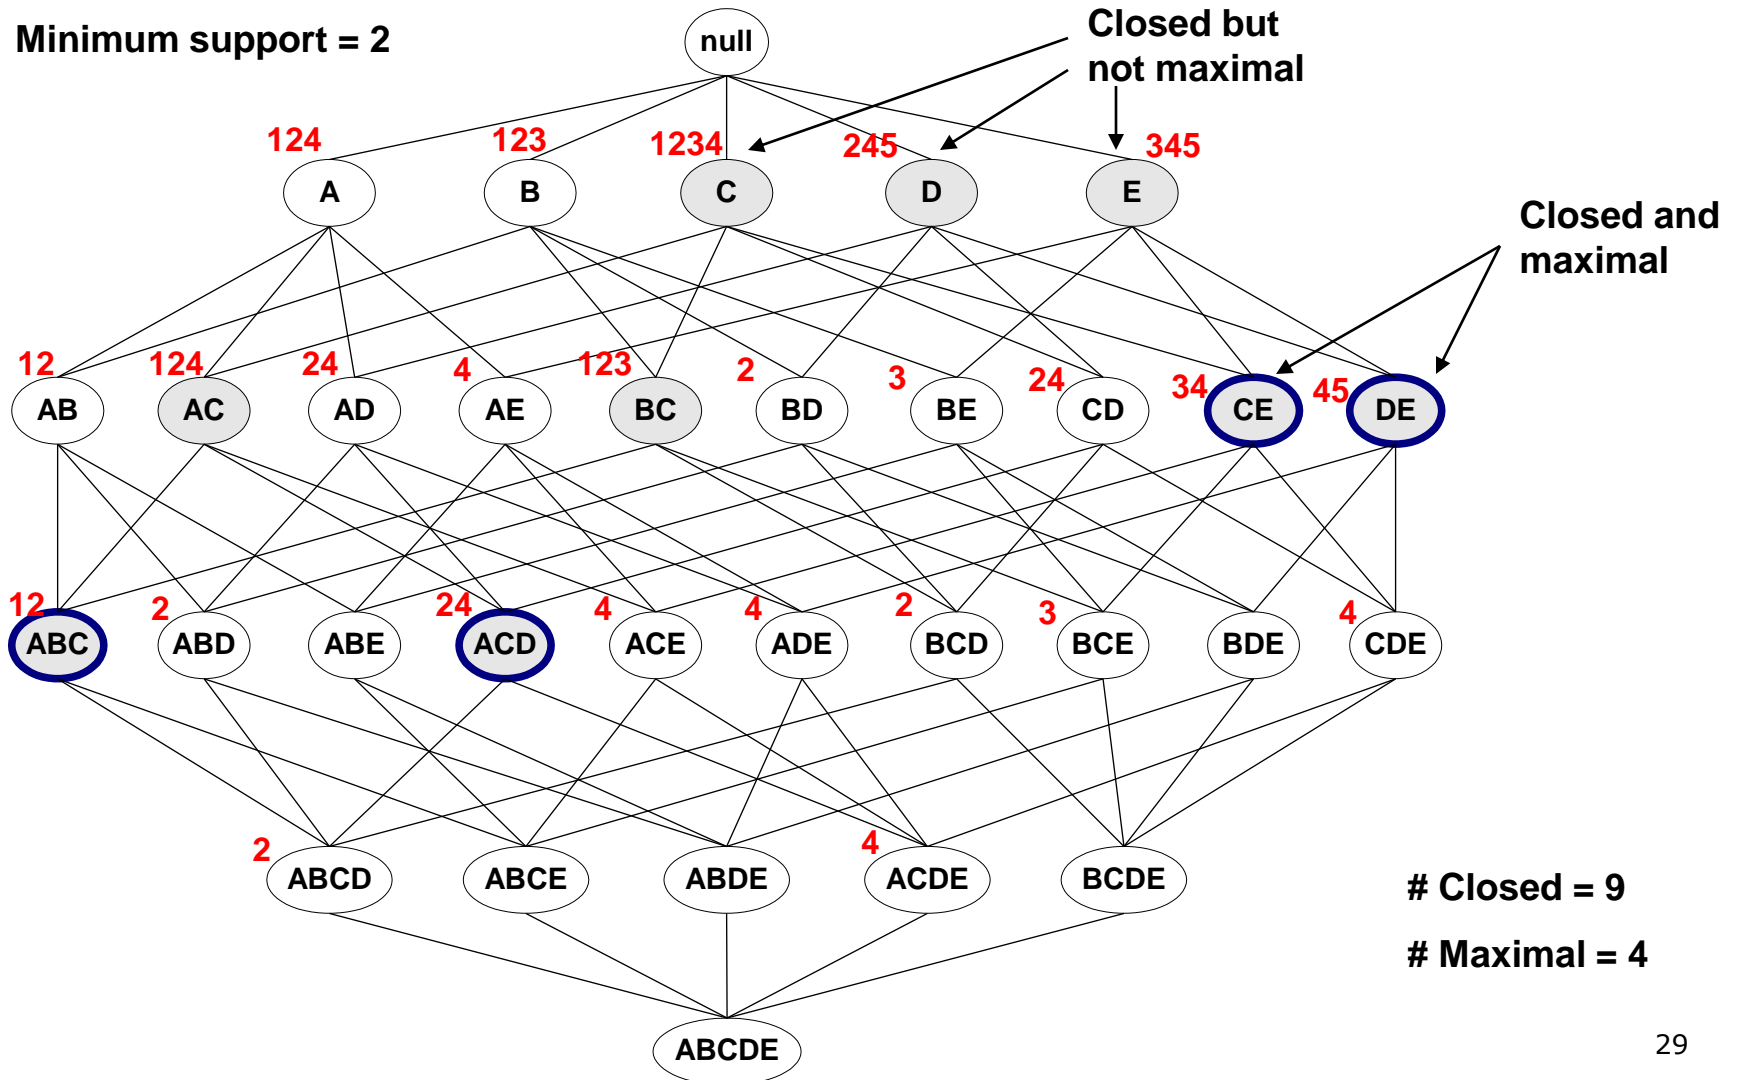 Minimum support = 2
null
Closed but
not maximal
124 123 1234 245 345
A B C D E
Closed and
maximal
12 124 24 4 123 2 3 24 34 45
AB AC AD AE BC BD BE CD CE DE
12 2 24 4 4 2 3 4
ABC ABD ABE ACD ACE ADE BCD BCE BDE CDE
2 4
ABCD ABCE ABDE ACDE BCDE
# Closed = 9
# Maximal = 4
ABCDE
29